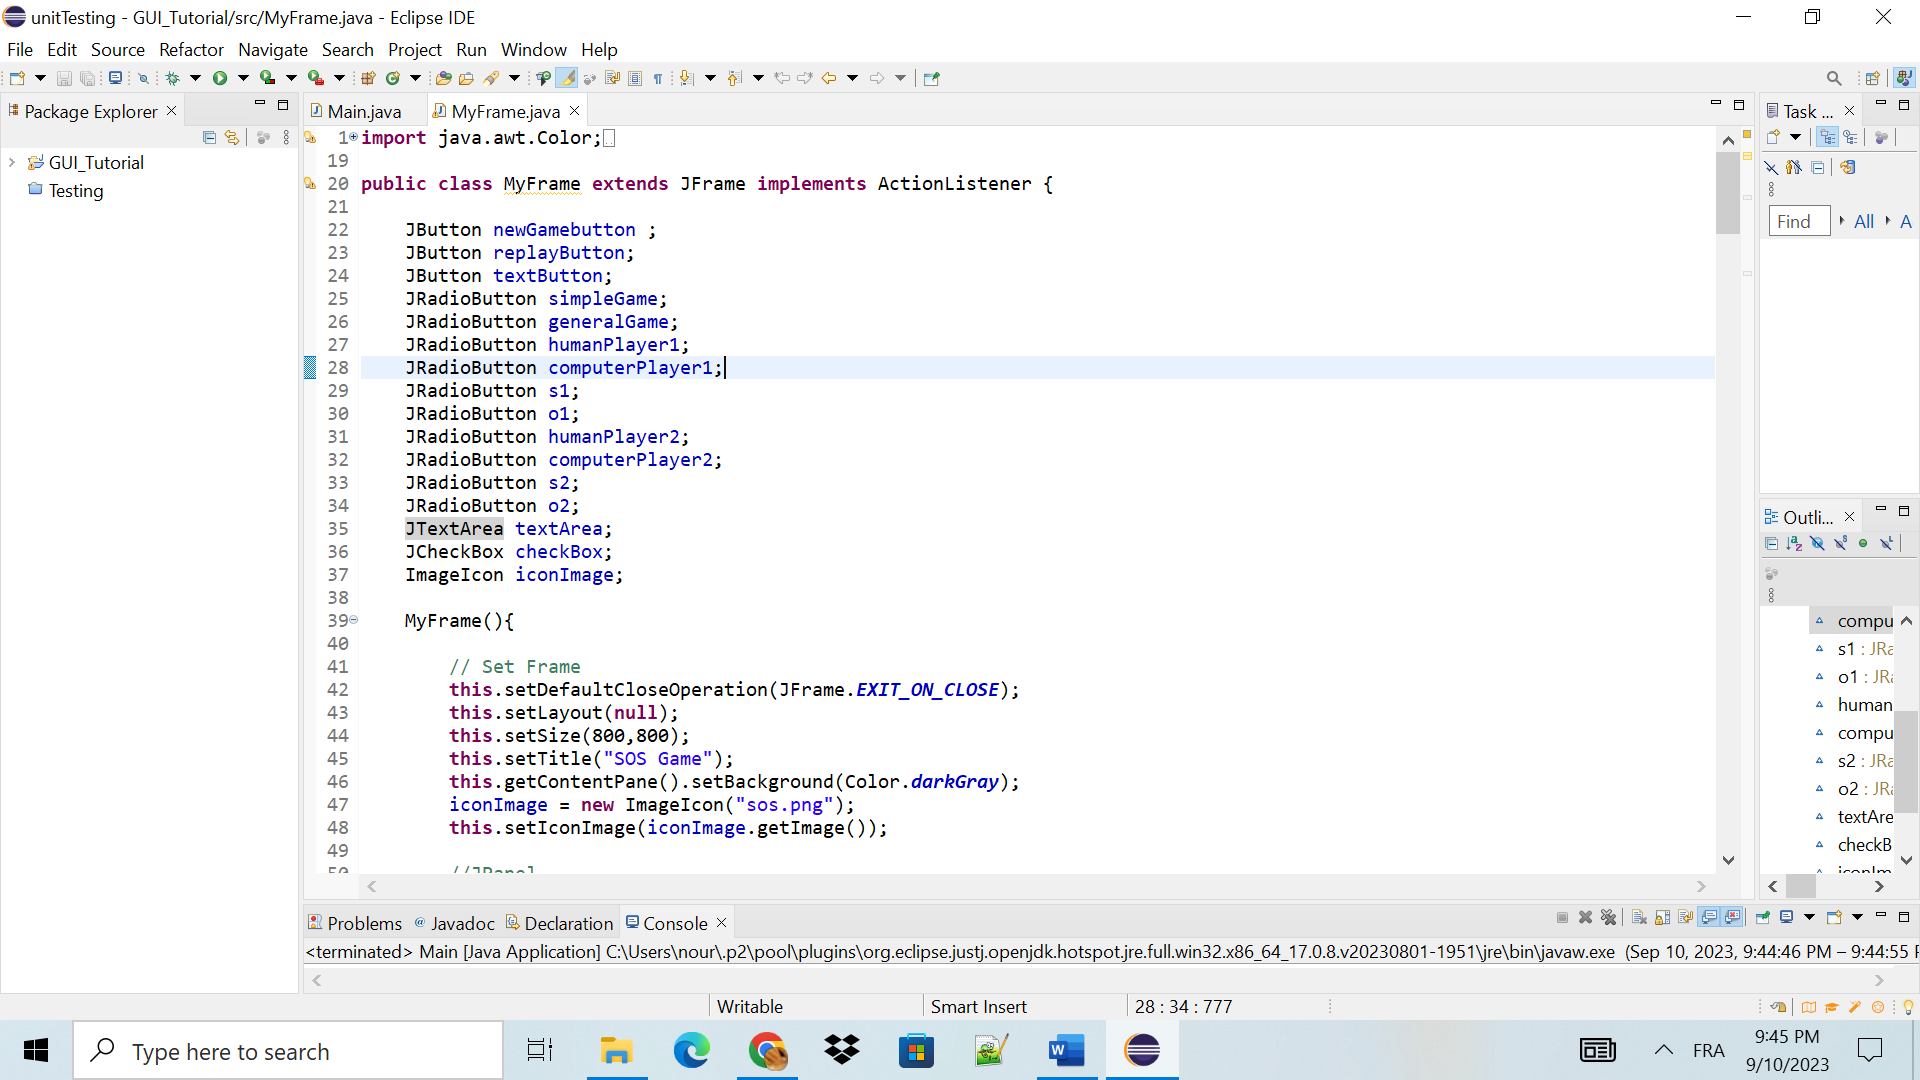 unitTesting - GUI_Tutorial/src/MyFrame.java - Eclipse IDE
File Edit Source Refactor Navigate Search Project Run Window Help
Package Explorer
GUI_Tutorial
Testing
Main.java MyFrame.java
1 import java.awt.Color;
19
20 public class MyFrame extends JFrame implements ActionListener {
21
22 JButton newGamebutton ;
23 JButton replayButton;
24 JButton textButton;
25 JRadioButton simpleGame;
26 JRadioButton generalGame;
27 JRadioButton humanPlayer1;
28 JRadioButton computerPlayer1;
29 JRadioButton s1;
30 JRadioButton o1;
31 JRadioButton humanPlayer2;
32 JRadioButton computerPlayer2;
33 JRadioButton s2;
34 JRadioButton o2;
35 JTextArea textArea;
36 JCheckBox checkBox;
37 ImageIcon iconImage;
38
39 MyFrame(){
40
41 // Set Frame
42 this.setDefaultCloseOperation(JFrame.EXIT_ON_CLOSE);
43 this.setLayout(null);
44 this.setSize(800,800);
45 this.setTitle("SOS Game");
46 this.getContentPane().setBackground(Color.darkGray);
47 iconImage = new ImageIcon("sos.png");
48 this.setIconImage(iconImage.getImage());
49
50 //JPanel
Task ...
Find All A
Outli...
compu
s1 : JRa
o1 : JRa
human
compu
s2 : JRa
o2 : JRa
textAre
checkB
iconIm
Problems Javadoc Declaration Console
<terminated> Main [Java Application] C:\Users\nour\.p2\pool\plugins\org.eclipse.justj.openjdk.hotspot.jre.full.win32.x86_64_17.0.8.v20230801-1951\jre\bin\javaw.exe (Sep 10, 2023, 9:44:46 PM – 9:44:55 P
Writable Smart Insert 28 : 34 : 777
Type here to search
FRA
9:45 PM
9/10/2023